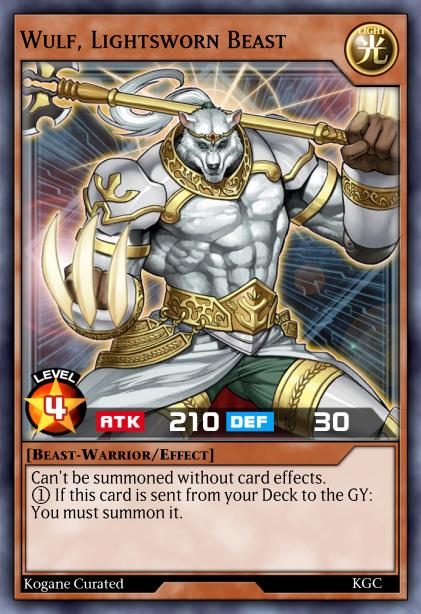 Wulf, Lightsworn Beast
LIGHT
光
LEVEL
4
ATK 210 DEF 30
[Beast-Warrior/Effect]
Can't be summoned without card effects.
① If this card is sent from your Deck to the GY:
You must summon it.
Kogane Curated KGC